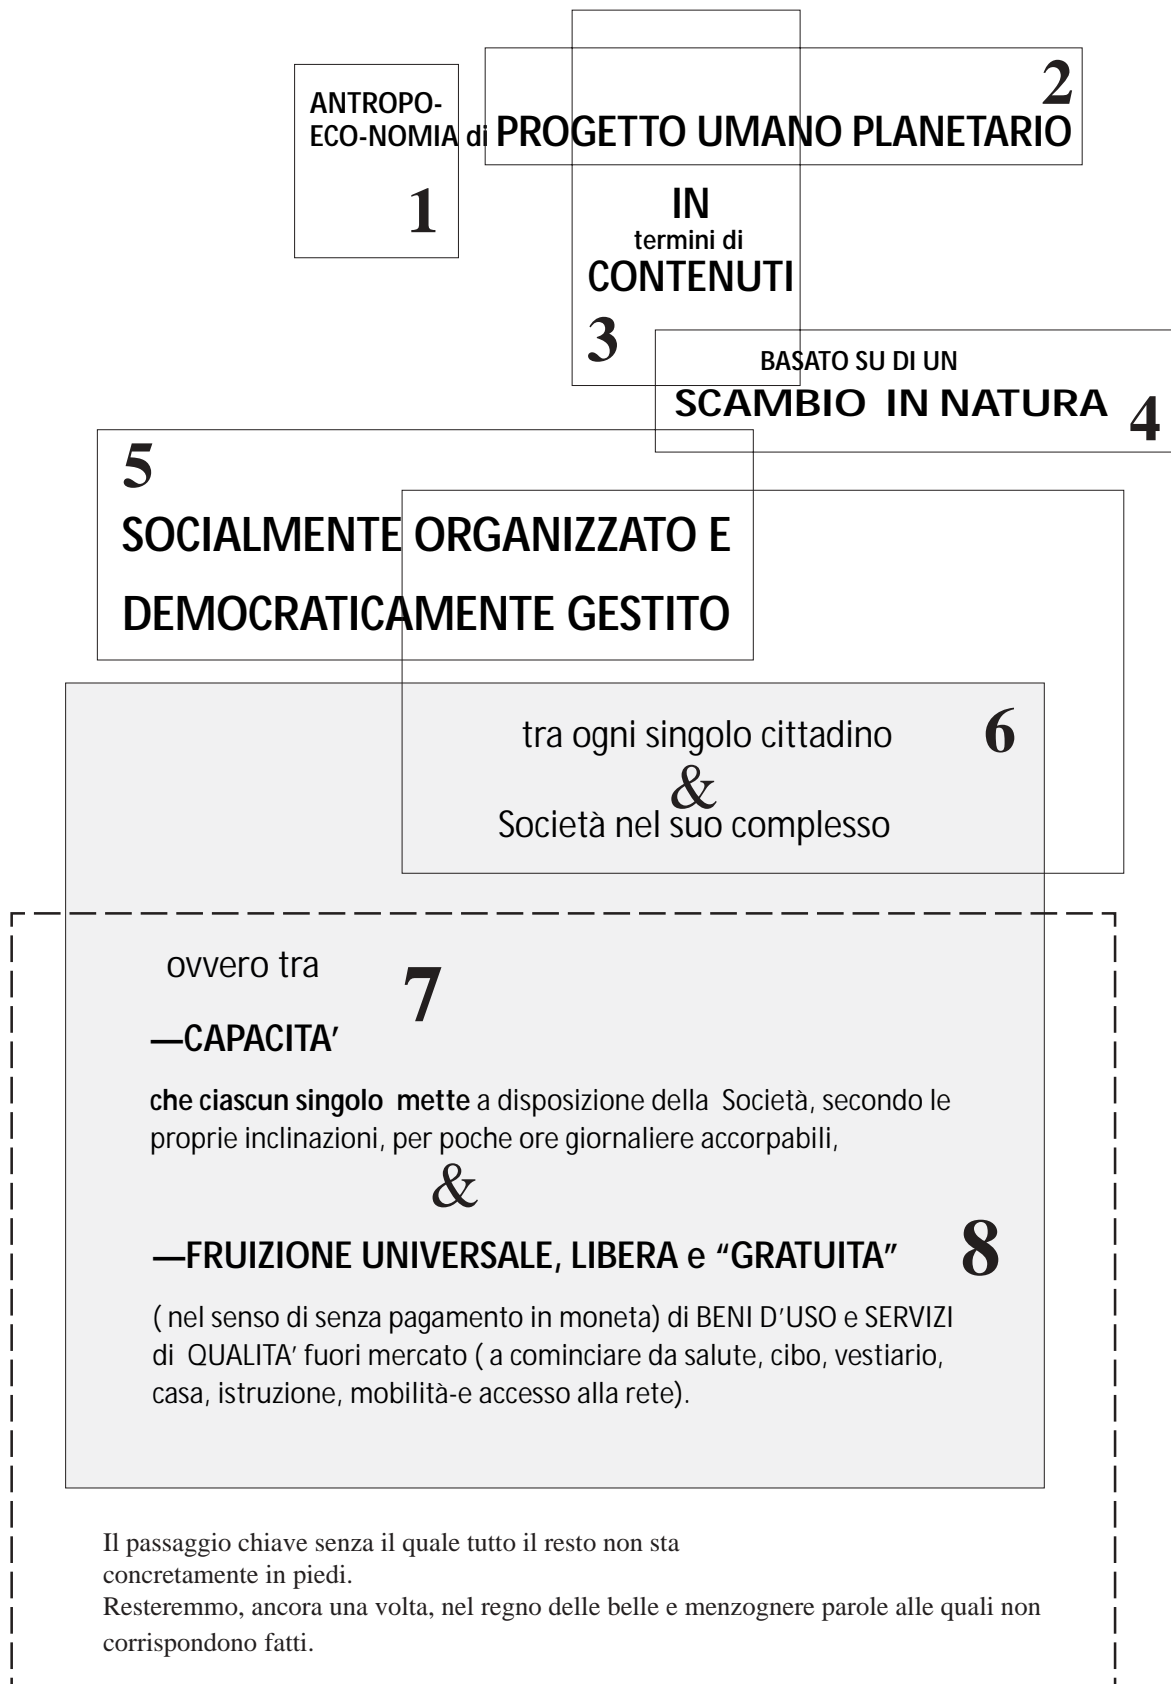 2
ANTROPO-
ECO-NOMIA di PROGETTO UMANO PLANETARIO
1
IN
termini di
CONTENUTI
3
BASATO SU DI UN
SCAMBIO IN NATURA 4
5
SOCIALMENTE ORGANIZZATO E
DEMOCRATICAMENTE GESTITO
tra ogni singolo cittadino 6
&
Società nel suo complesso
ovvero tra 7
—CAPACITA’
che ciascun singolo mette a disposizione della Società, secondo le
proprie inclinazioni, per poche ore giornaliere accorpabili,
&
—FRUIZIONE UNIVERSALE, LIBERA e “GRATUITA” 8
( nel senso di senza pagamento in moneta) di BENI D’USO e SERVIZI
di QUALITA’ fuori mercato ( a cominciare da salute, cibo, vestiario,
casa, istruzione, mobilità-e accesso alla rete).
Il passaggio chiave senza il quale tutto il resto non sta
concretamente in piedi.
Resteremmo, ancora una volta, nel regno delle belle e menzognere parole alle quali non
corrispondono fatti.